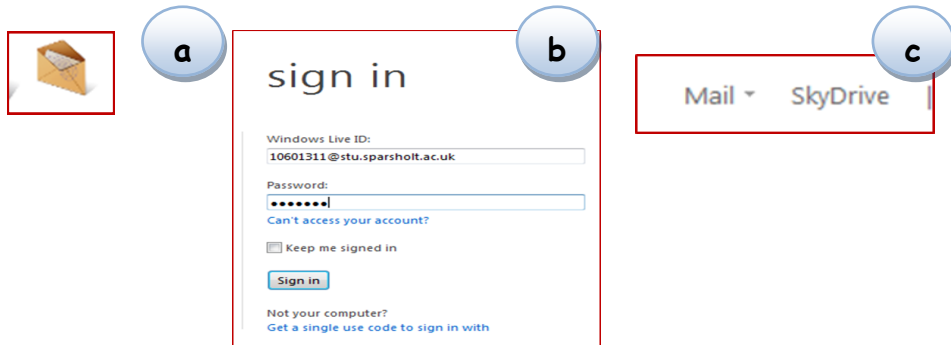 a
b
c
sign in
Mail SkyDrive |
Windows Live ID:
10601311@stu.sparsholt.ac.uk
Password:
•••••••
Can't access your account?
Keep me signed in
Sign in
Not your computer?
Get a single use code to sign in with